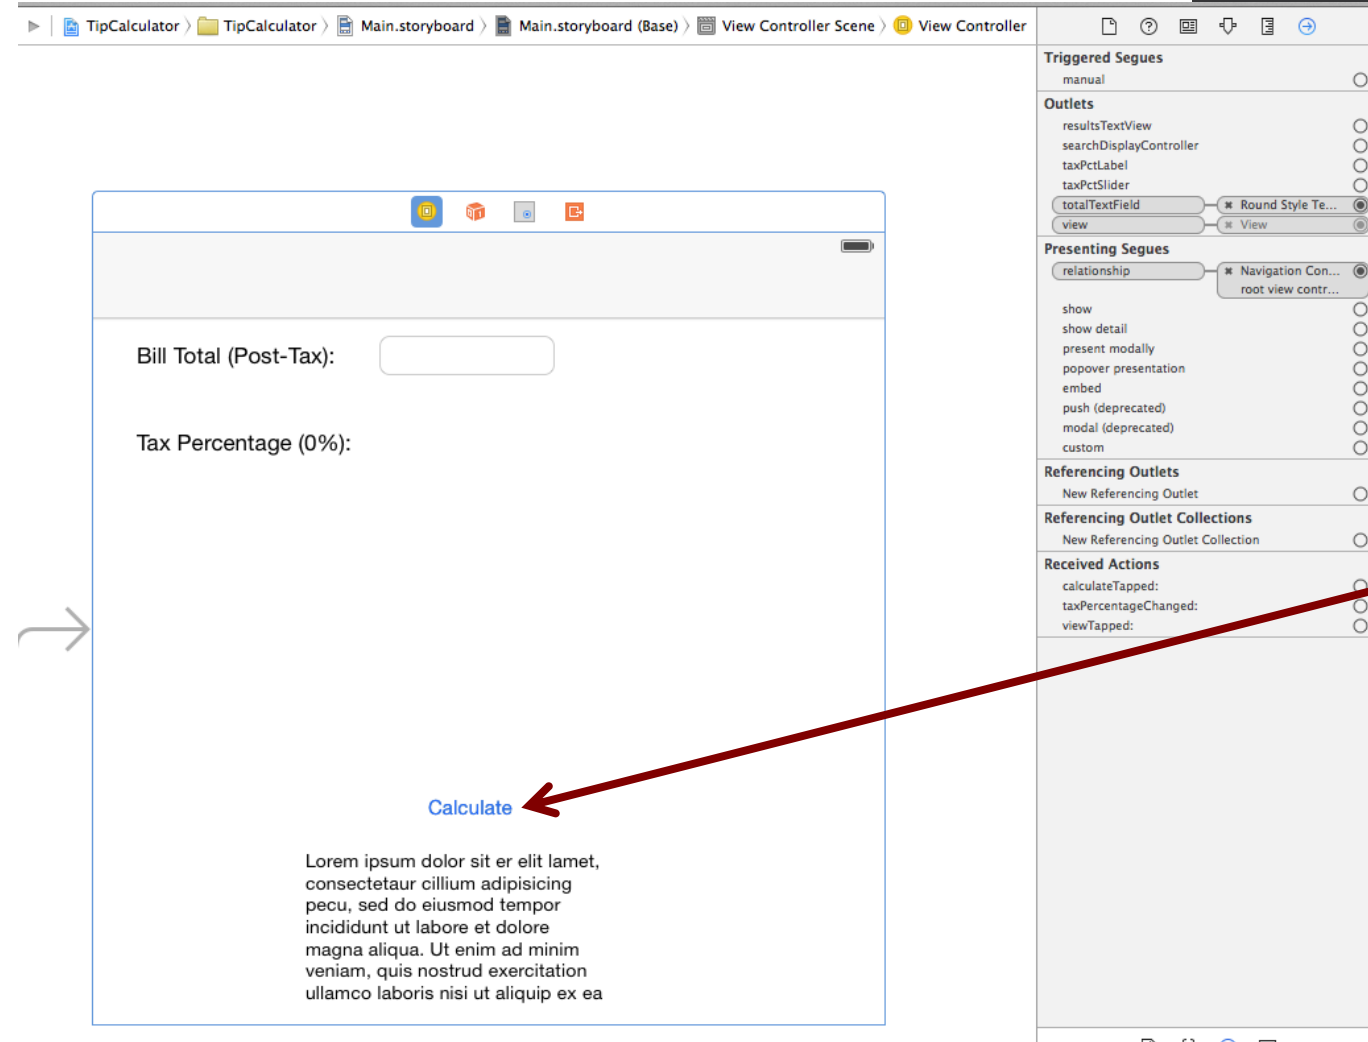 TipCalculator TipCalculator Main.storyboard Main.storyboard (Base) View Controller Scene View Controller
Bill Total (Post-Tax):
Tax Percentage (0%):
Calculate
Lorem ipsum dolor sit er elit lamet,
consectetaur cillium adipisicing
pecu, sed do eiusmod tempor
incididunt ut labore et dolore
magna aliqua. Ut enim ad minim
veniam, quis nostrud exercitation
ullamco laboris nisi ut aliquip ex ea
Triggered Segues
manual
Outlets
resultsTextView
searchDisplayController
taxPctLabel
taxPctSlider
totalTextField Round Style Te...
view View
Presenting Segues
relationship Navigation Con...
root view contr...
show
show detail
present modally
popover presentation
embed
push (deprecated)
modal (deprecated)
custom
Referencing Outlets
New Referencing Outlet
Referencing Outlet Collections
New Referencing Outlet Collection
Received Actions
calculateTapped:
taxPercentageChanged:
viewTapped: